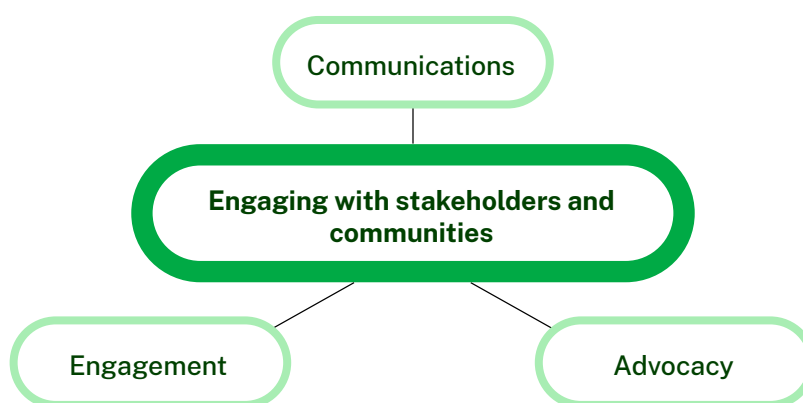 Communications
Engaging with stakeholders and
communities
Engagement
Advocacy